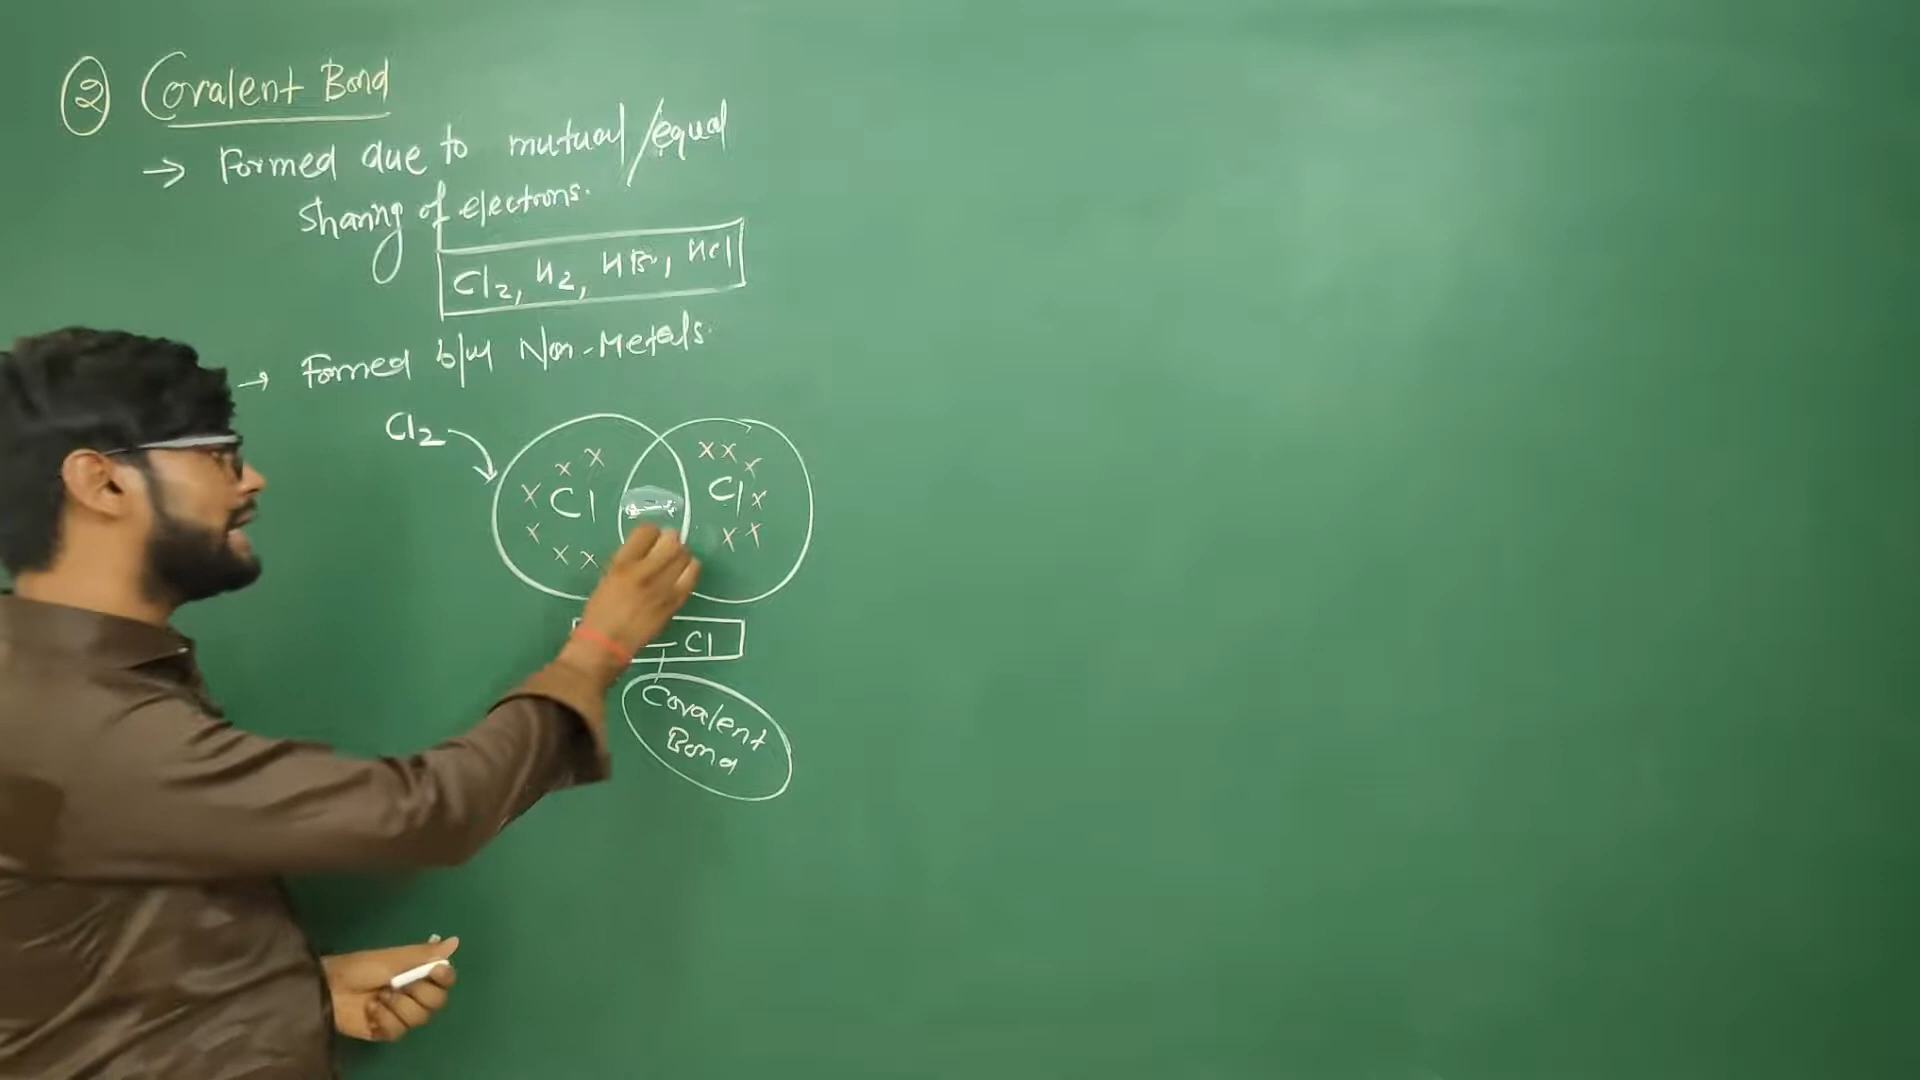 ② Covalent Bond
→ Formed due to mutual/equal
Sharing of electrons.
Cl2, H2, HBr, HCl
→ Formed b/w Non-Metals.
Cl2
x x x x x x Cl
x x x x x x Cl
— Cl
Covalent
Bond